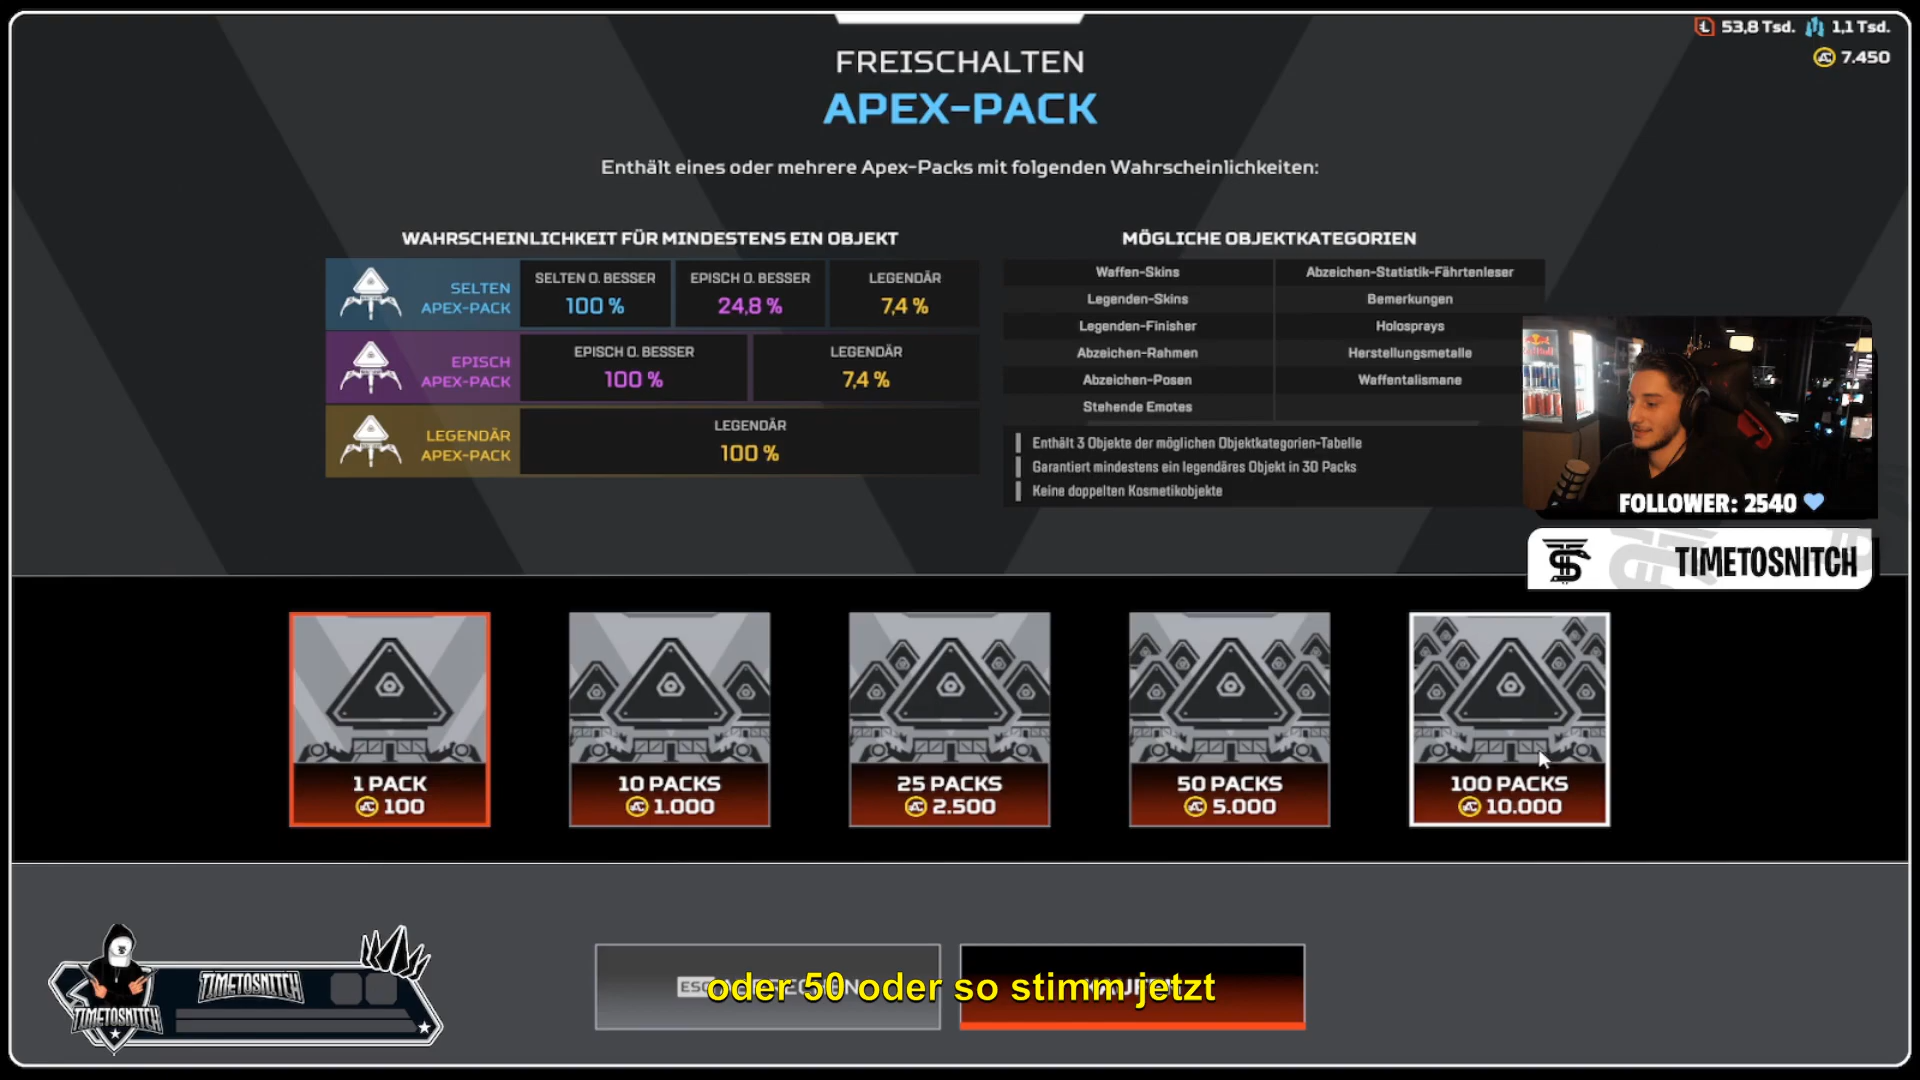 53,8 Tsd. 1,1 Tsd.
7.450
FREISCHALTEN
APEX-PACK
Enthält eines oder mehrere Apex-Packs mit folgenden Wahrscheinlichkeiten:
WAHRSCHEINLICHKEIT FÜR MINDESTENS EIN OBJEKT
SELTEN
APEX-PACK
SELTEN O. BESSER
100 %
EPISCH O. BESSER
24,8 %
LEGENDÄR
7,4 %
EPISCH
APEX-PACK
EPISCH O. BESSER
100 %
LEGENDÄR
7,4 %
LEGENDÄR
APEX-PACK
LEGENDÄR
100 %
MÖGLICHE OBJEKTKATEGORIEN
Waffen-Skins
Abzeichen-Statistik-Fährtenleser
Legenden-Skins
Bemerkungen
Legenden-Finisher
Holosprays
Abzeichen-Rahmen
Herstellungsmetalle
Abzeichen-Posen
Waffentalismane
Stehende Emotes
Enthält 3 Objekte der möglichen Objektkategorien-Tabelle
Garantiert mindestens ein legendäres Objekt in 30 Packs
Keine doppelten Kosmetikobjekte
FOLLOWER: 2540
TIMETOSNITCH
1 PACK
100
10 PACKS
1.000
25 PACKS
2.500
50 PACKS
5.000
100 PACKS
10.000
TIMETOSNITCH
TIMETOSNITCH
ESC
oder 50 oder so stimm jetzt